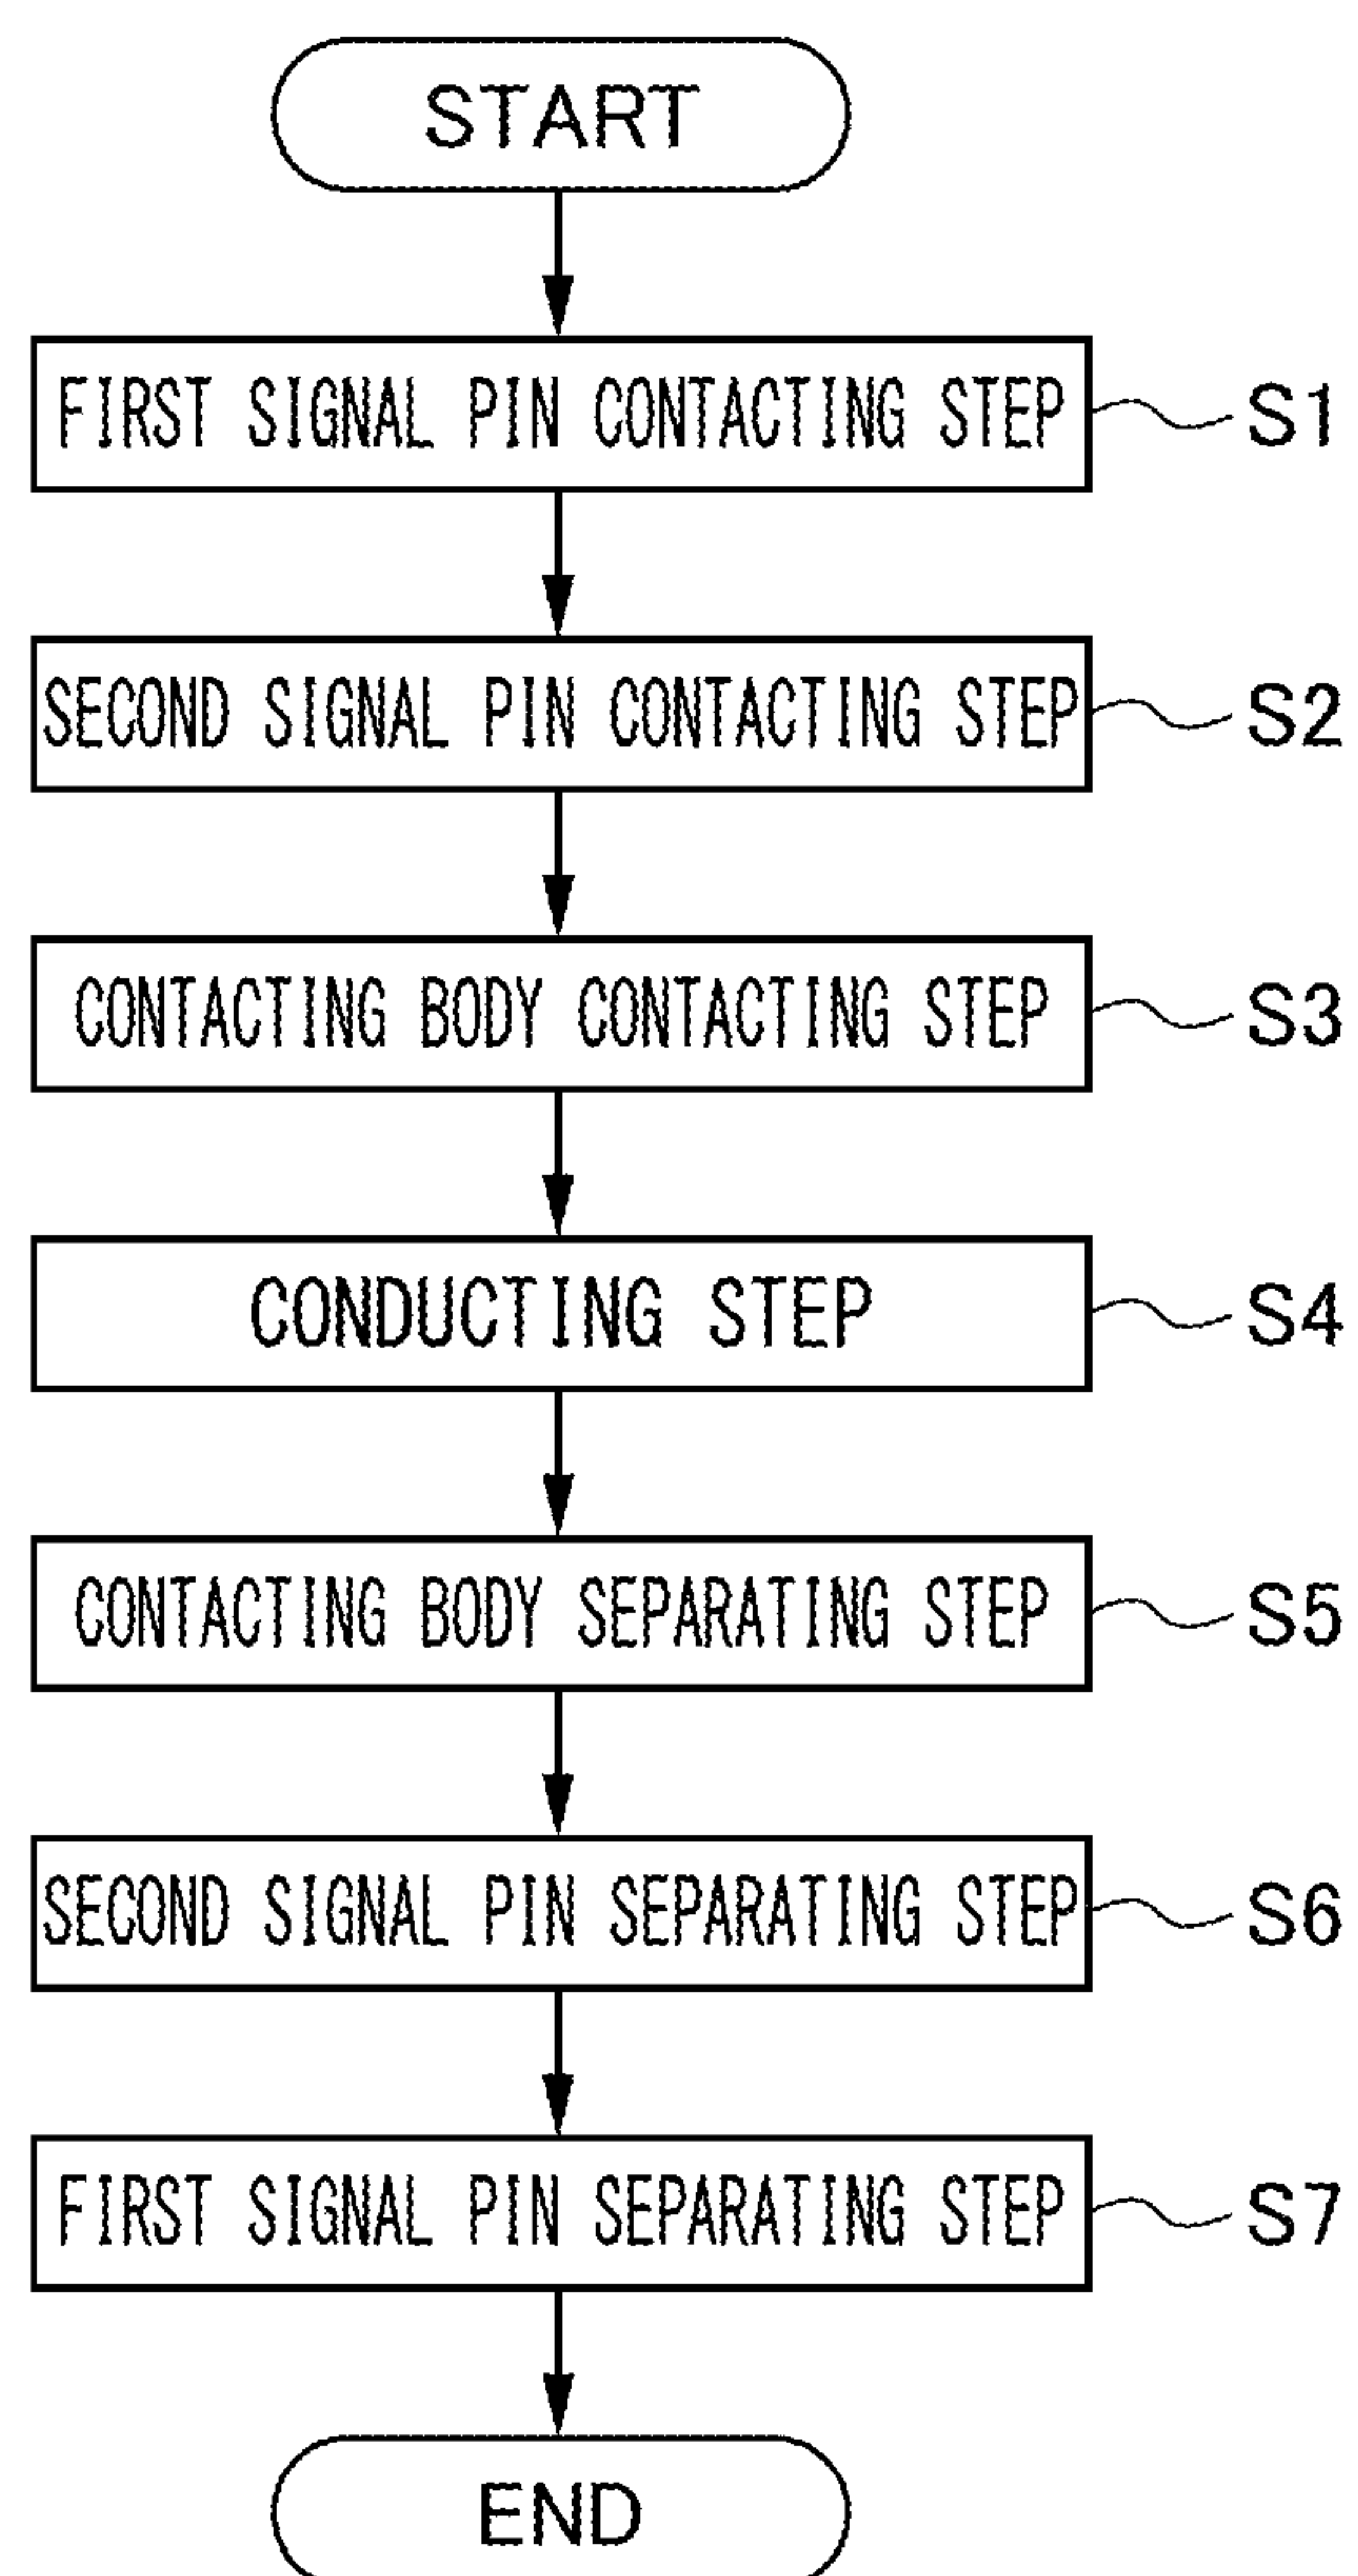 START
FIRST SIGNAL PIN CONTACTING STEP S1
SECOND SIGNAL PIN CONTACTING STEP S2
CONTACTING BODY CONTACTING STEP S3
CONDUCTING STEP S4
CONTACTING BODY SEPARATING STEP S5
SECOND SIGNAL PIN SEPARATING STEP S6
FIRST SIGNAL PIN SEPARATING STEP S7
END